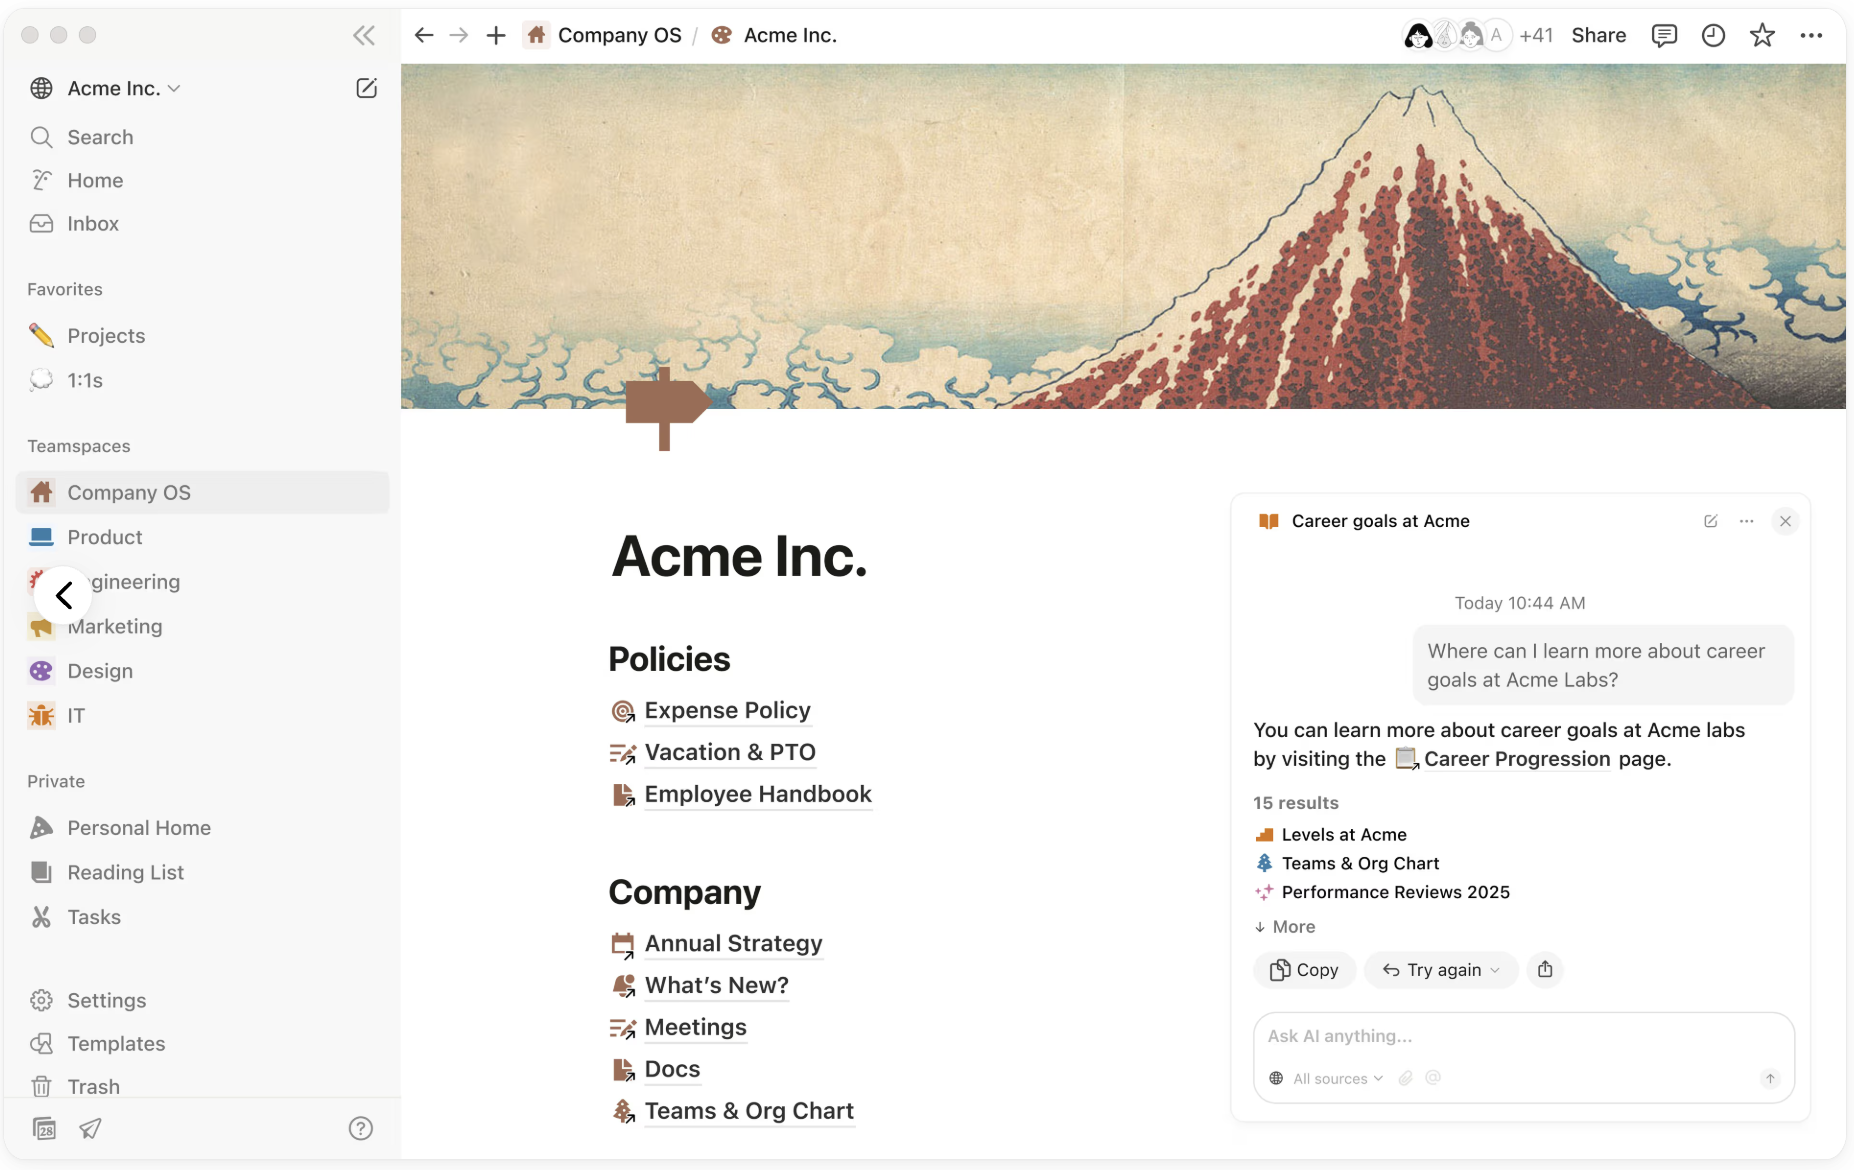 Acme Inc.
Search
Home
Inbox
Favorites
Projects
1:1s
Teamspaces
Company OS
Product
gineering
Marketing
Design
IT
Private
Personal Home
Reading List
Tasks
Settings
Templates
Trash
28
Company OS / Acme Inc.
A +41 Share
Acme Inc.
Policies
Expense Policy
Vacation & PTO
Employee Handbook
Company
Annual Strategy
What’s New?
Meetings
Docs
Teams & Org Chart
Career goals at Acme
Today 10:44 AM
Where can I learn more about career
goals at Acme Labs?
You can learn more about career goals at Acme labs
by visiting the Career Progression page.
15 results
Levels at Acme
Teams & Org Chart
Performance Reviews 2025
More
Copy Try again
Ask AI anything...
All sources